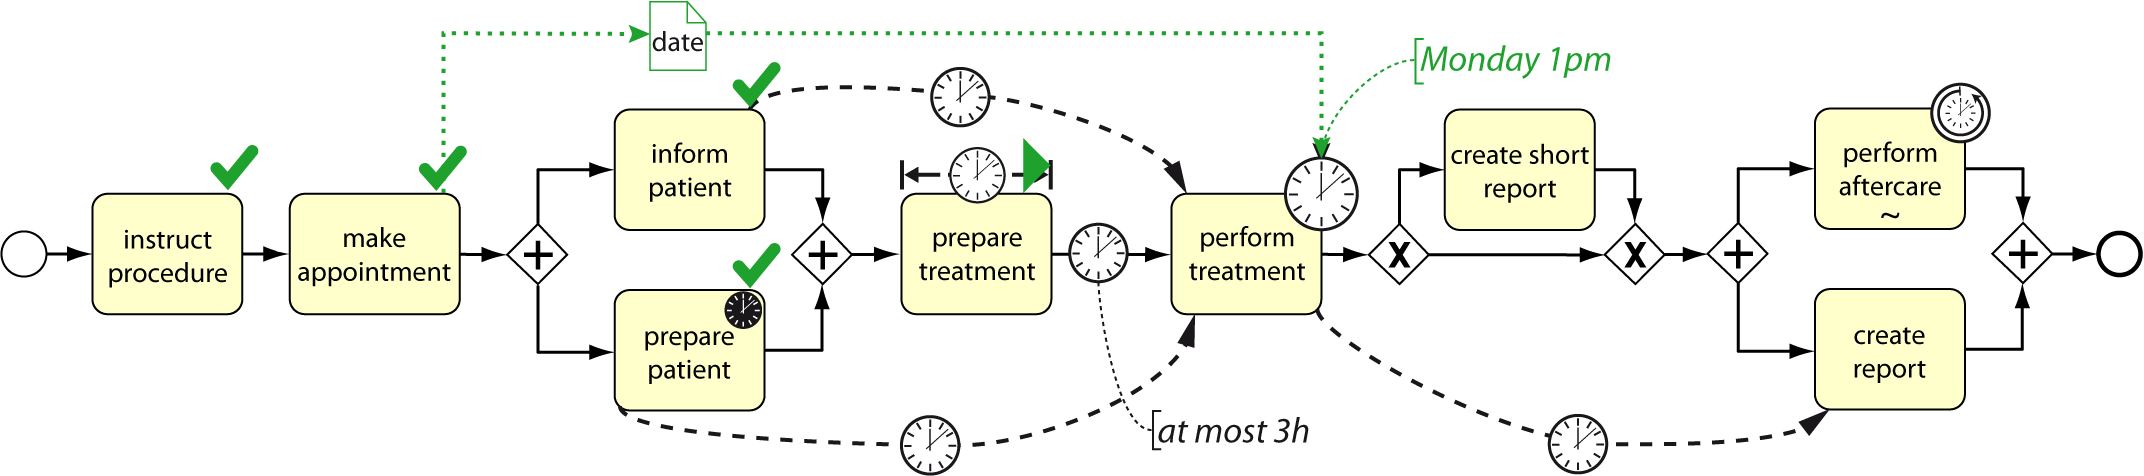 date
Monday 1pm
inform
patient
create short
report
perform
aftercare
~
instruct
procedure
make
appointment
prepare
treatment
perform
treatment
X
X
prepare
patient
create
report
at most 3h